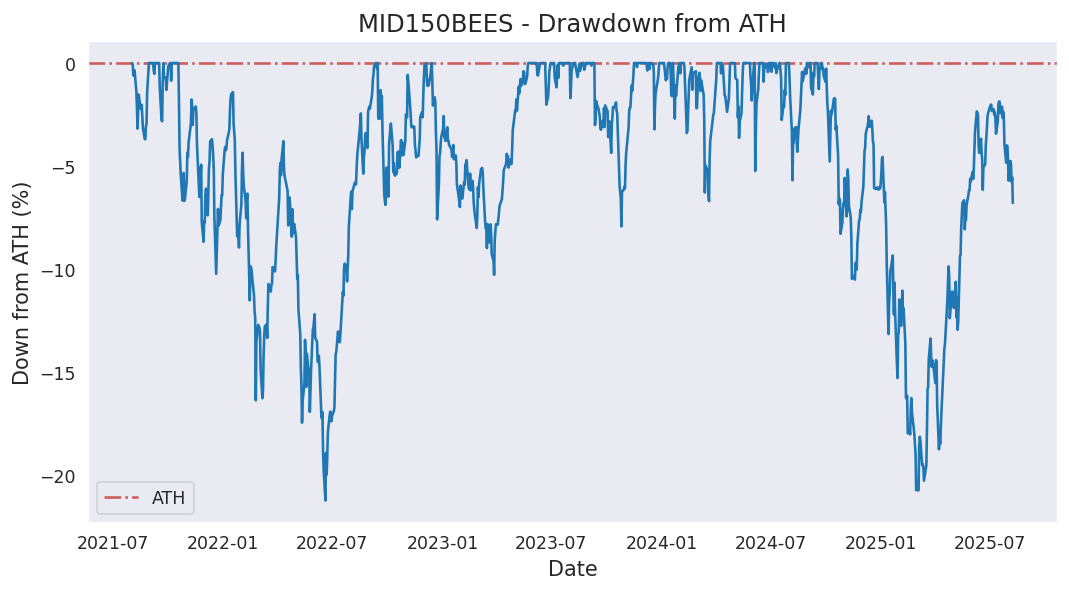 MID150BEES - Drawdown from ATH
Down from ATH (%)
0
−5
−10
−15
−20
ATH
2021-07 2022-01 2022-07 2023-01 2023-07 2024-01 2024-07 2025-01 2025-07
Date